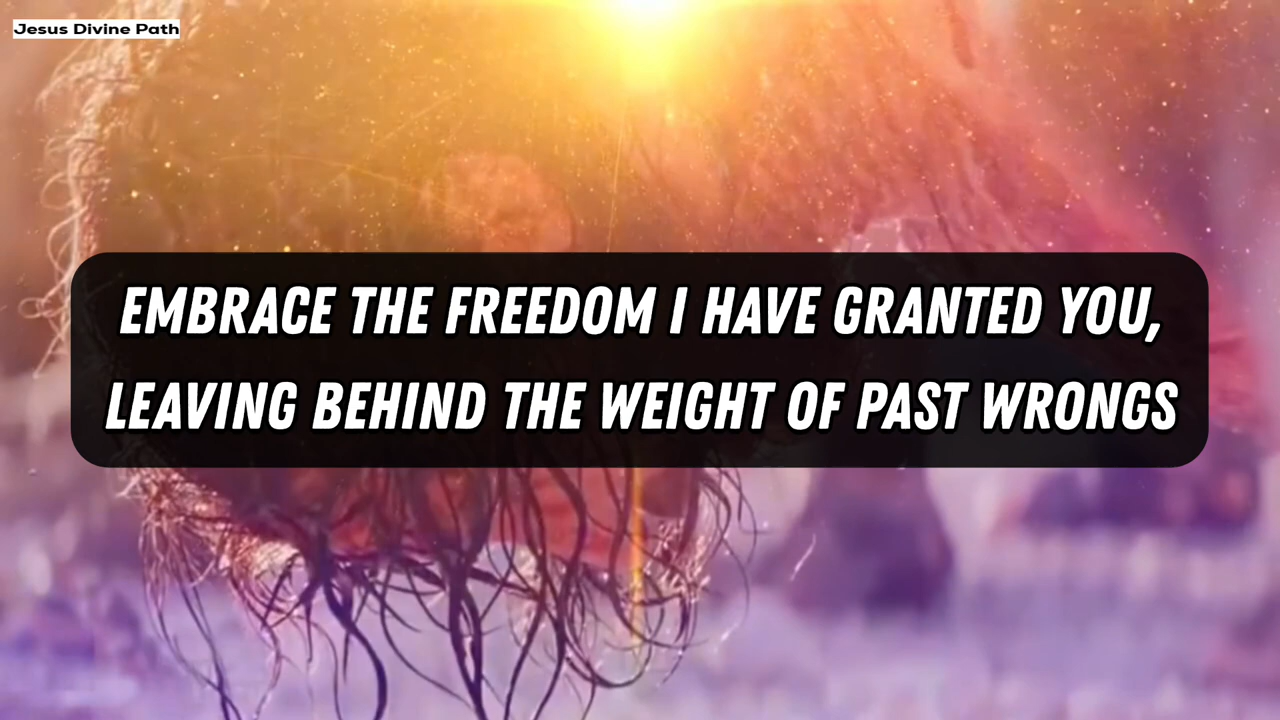 Jesus Divine Path
EMBRACE THE FREEDOM I HAVE GRANTED YOU,
LEAVING BEHIND THE WEIGHT OF PAST WRONGS